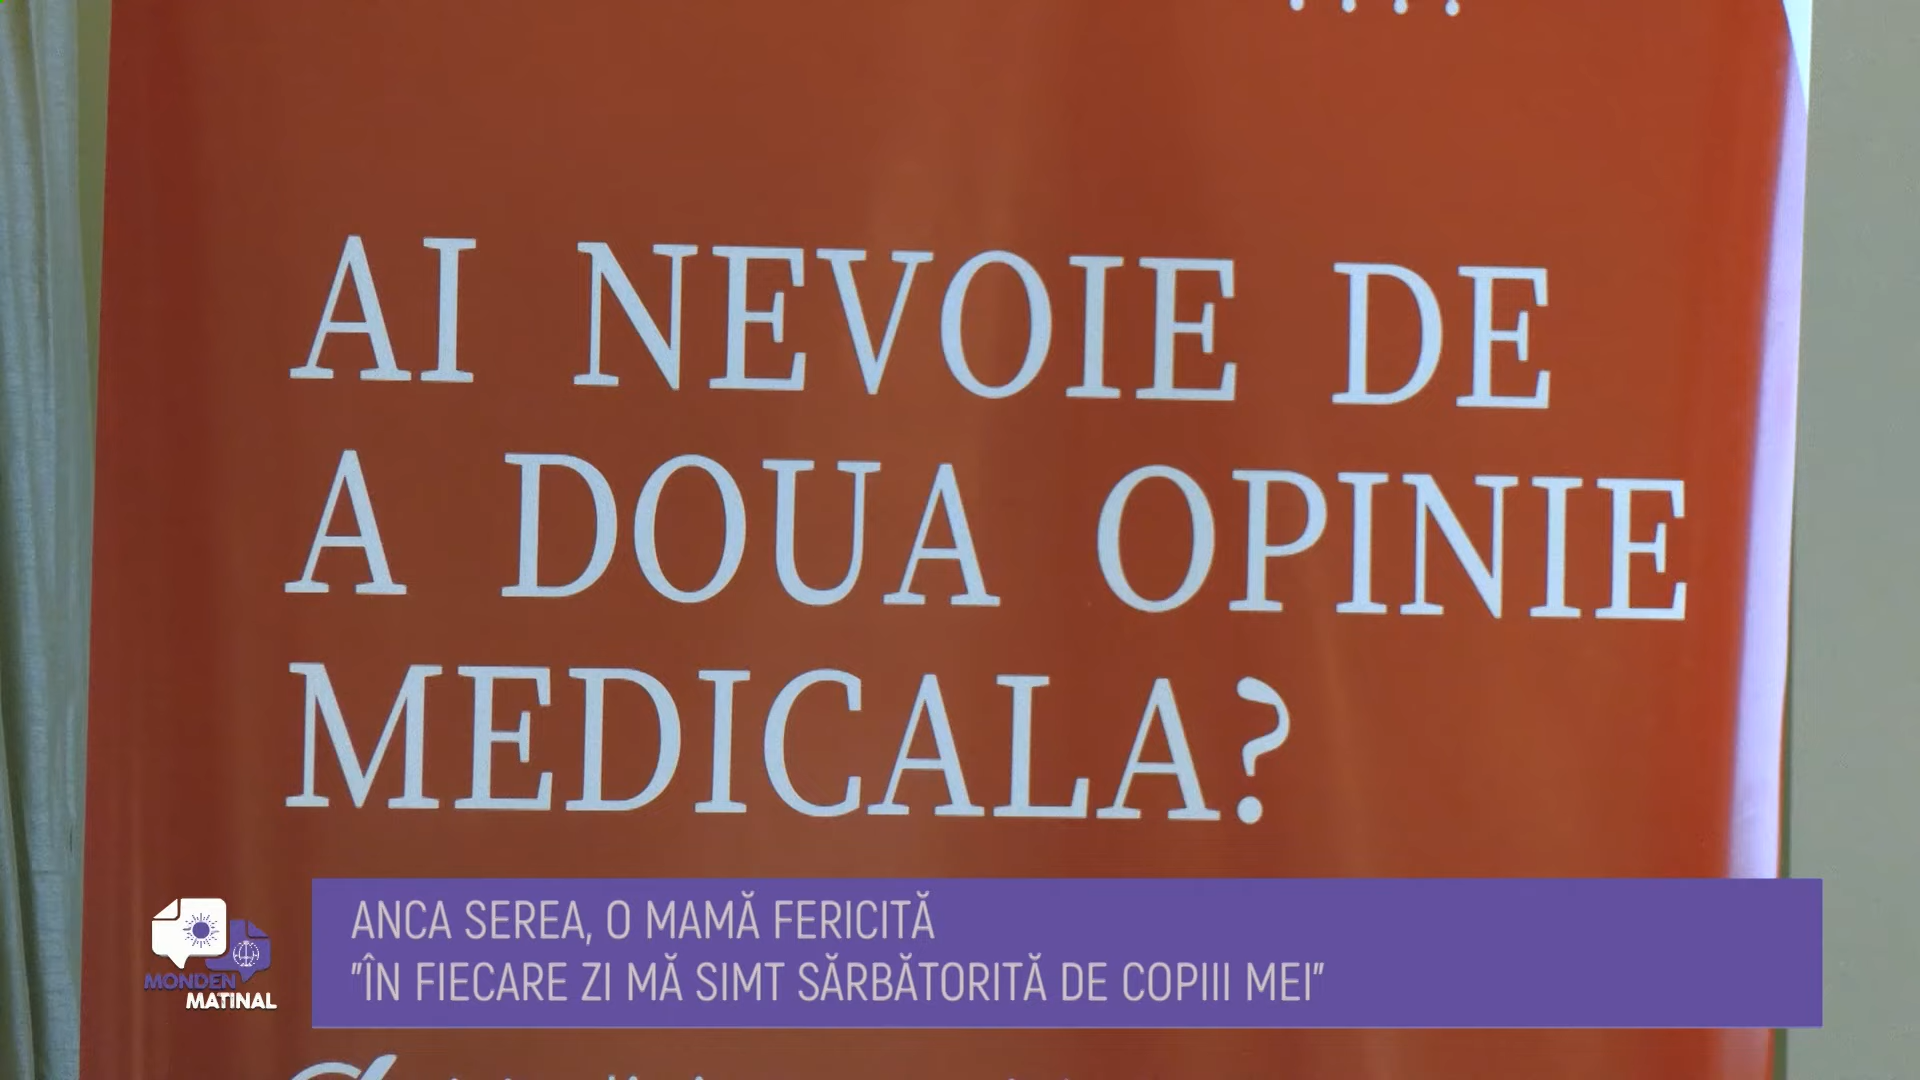 AI NEVOIE DE
A DOUA OPINIE
MEDICALA?
ANCA SEREA, O MAMĂ FERICITĂ
"ÎN FIECARE ZI MĂ SIMT SĂRBĂTORITĂ DE COPIII MEI"
MONDEN
MATINAL